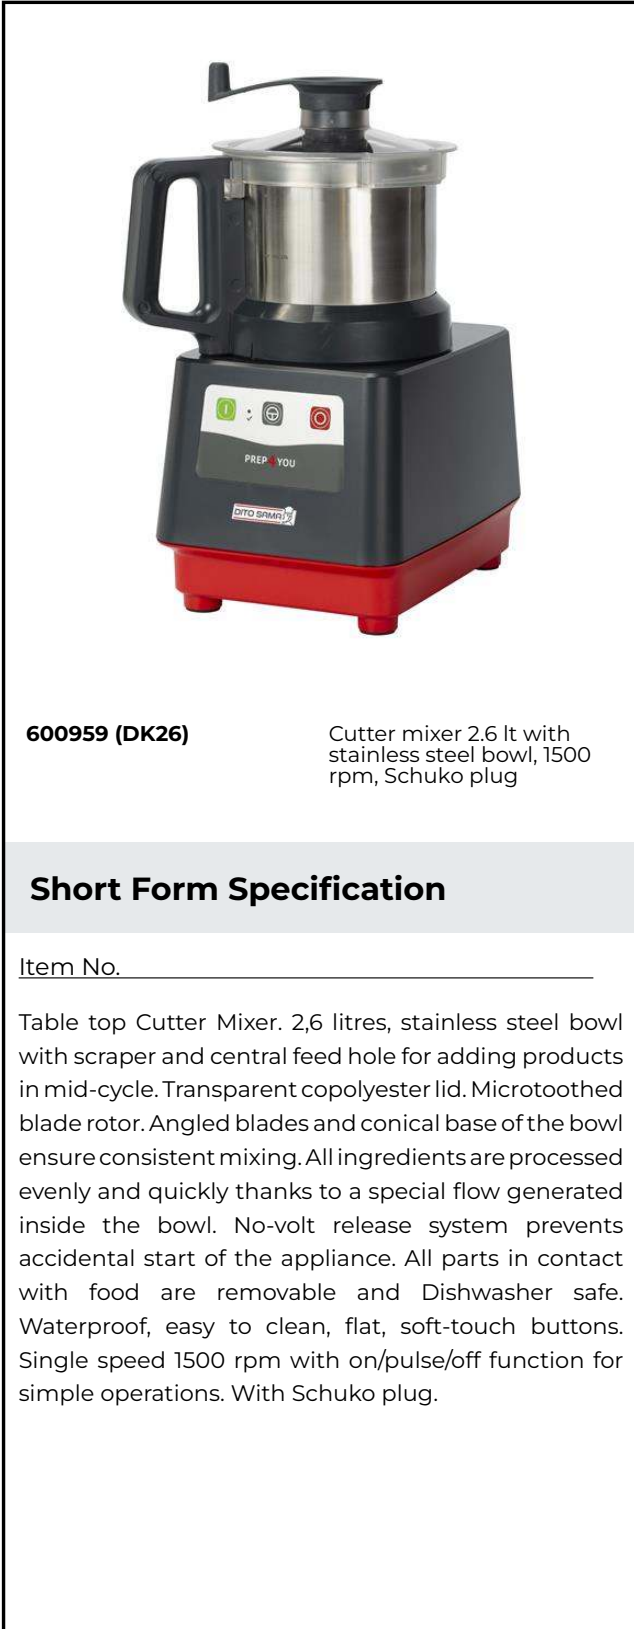 PREP4YOU
DITO SAMA
600959 (DK26)
Cutter mixer 2.6 lt with
stainless steel bowl, 1500
rpm, Schuko plug
Short Form Specification
Item No.
Table top Cutter Mixer. 2,6 litres, stainless steel bowl
with scraper and central feed hole for adding products
in mid-cycle. Transparent copolyester lid. Microtoothed
blade rotor. Angled blades and conical base of the bowl
ensure consistent mixing. All ingredients are processed
evenly and quickly thanks to a special flow generated
inside the bowl. No-volt release system prevents
accidental start of the appliance. All parts in contact
with food are removable and Dishwasher safe.
Waterproof, easy to clean, flat, soft-touch buttons.
Single speed 1500 rpm with on/pulse/off function for
simple operations. With Schuko plug.